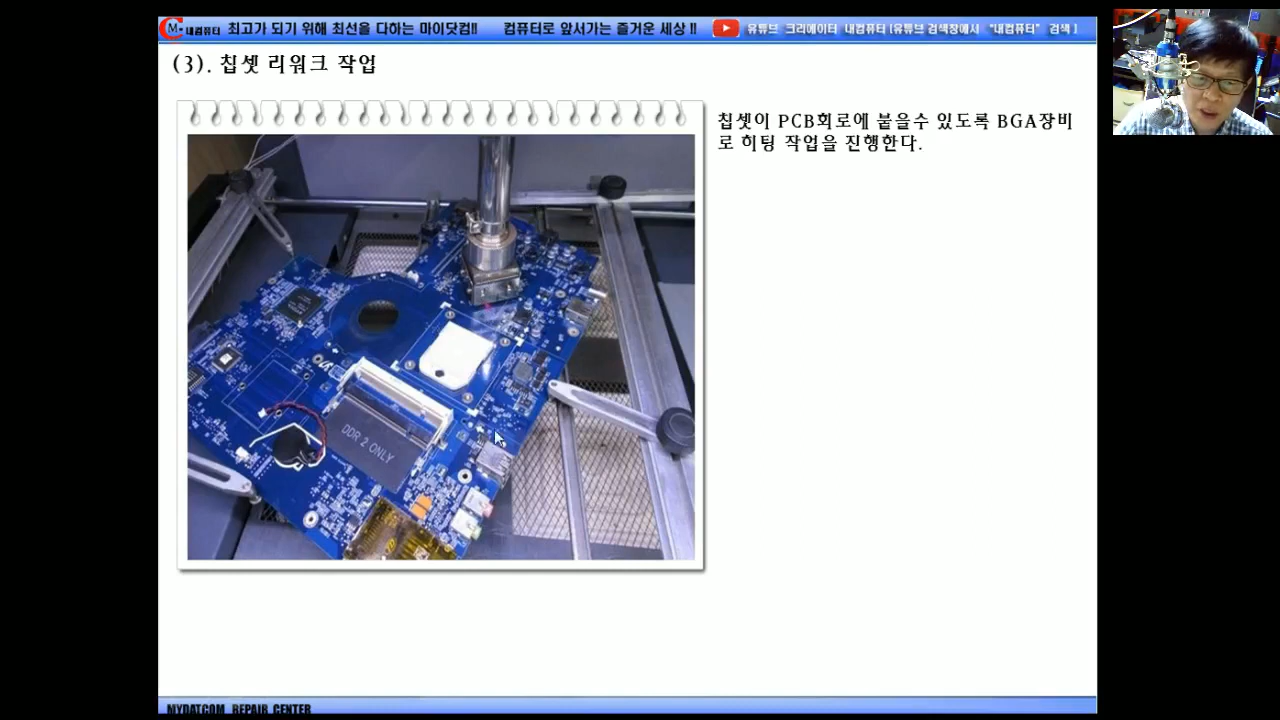 CM. 내컴퓨터 최고가 되기 위해 최선을 다하는 마이닷컴!! 컴퓨터로 앞서가는 즐거운 세상 !! 유튜브 크리에이터 내컴퓨터 [유튜브 검색창에서 "내컴퓨터" 검색 ]
(3). 칩셋 리워크 작업
칩셋이 PCB회로에 붙을수 있도록 BGA장비
로 히팅 작업을 진행한다.
DDR 2 ONLY
MYDATCOM REPAIR CENTER